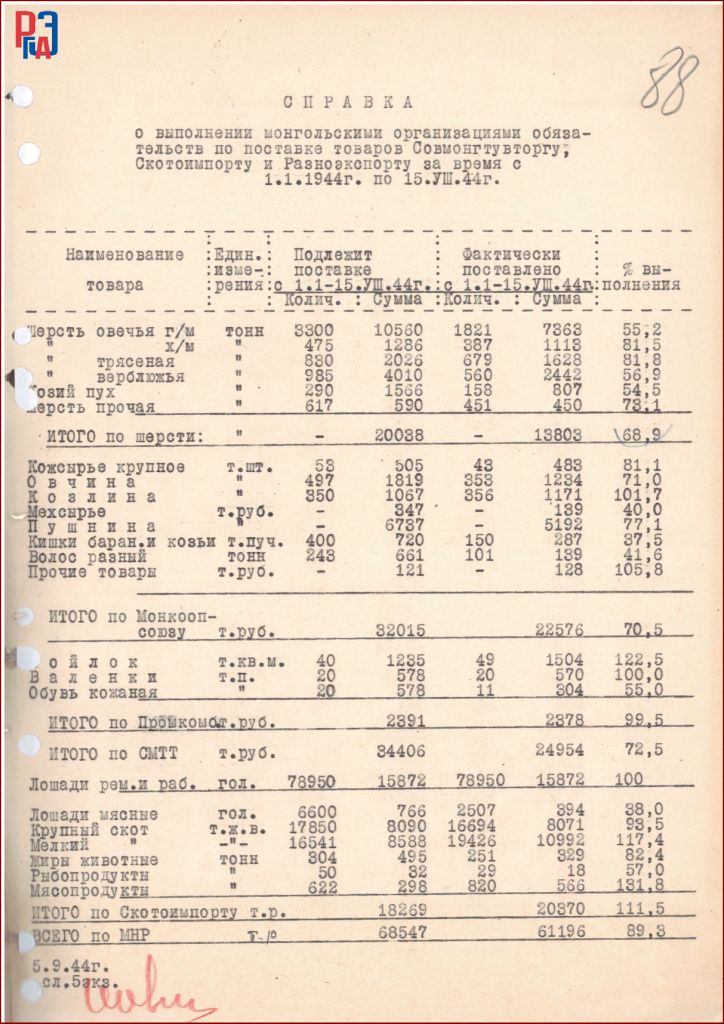 РГАЭ
88
СПРАВКА
о выполнении монгольскими организациями обяза-
тельств по поставке товаров Совмонгтувторгу,
Скотоимпорту и Разноэкспорту за время с
1.1.1944г. по 15.УШ.44г.
Наименование : Един. : Подлежит : Фактически :
: изме-: поставке : поставлено : % вы-
товара : рения: с 1.1-15.УШ.44г.: с 1.1-15.УШ.44г.: полнения
Колич. : Сумма : Колич. : Сумма :
Шерсть овечья г/м тонн 3300 10560 1821 7363 55,2
" х/м " 475 1286 387 1113 81,5
" трясеная " 830 2026 679 1628 81,8
" верблюжья " 985 4010 560 2442 56,9
Козий пух " 290 1566 158 807 54,5
Шерсть прочая " 617 590 451 450 73,1
ИТОГО по шерсти: " - 20038 - 13803 68,9
Кожсырье крупное т.шт. 53 505 43 483 81,1
Овчина " 497 1819 353 1234 71,0
Козлина " 350 1067 356 1171 101,7
Мехсырье т.руб. - 347 - 139 40,0
Пушнина " - 6737 - 5192 77,1
Кишки баран.и козьи т.пуч. 400 720 150 287 37,5
Волос разный тонн 243 661 101 139 41,6
Прочие товары т.руб. - 121 - 128 105,8
ИТОГО по Монкооп-
союзу т.руб. 32015 22576 70,5
Войлок т.кв.м. 40 1235 49 1504 122,5
Валенки т.п. 20 578 20 570 100,0
Обувь кожаная " 20 578 11 304 55,0
ИТОГО по Промкомб.т.руб. 2391 2378 99,5
ИТОГО по СМТТ т.руб. 34406 24954 72,5
Лошади рем.и раб. гол. 78950 15872 78950 15872 100
Лошади мясные гол. 6600 766 2507 394 38,0
Крупный скот т.ж.в. 17850 8090 16694 8071 93,5
Мелкий " -"- 16541 8588 19426 10992 117,4
Жиры животные тонн 304 495 251 329 82,4
Рыбопродукты " 50 32 29 18 57,0
Мясопродукты " 622 298 820 566 131,8
ИТОГО по Скотоимпорту т.р. 18269 20370 111,5
ВСЕГО по МНР т./р 68547 61196 89,3
5.9.44г.
сл,5экз.